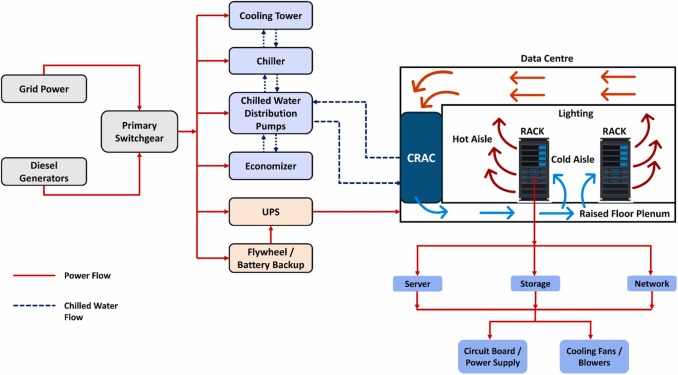 Cooling Tower
Data Centre
Chiller
Grid Power
Chilled Water
Distribution
Pumps
Lighting
Primary
Switchgear
RACK
RACK
Hot Aisle
CRAC
Cold Aisle
Diesel
Generators
Economizer
UPS
Raised Floor Plenum
Flywheel /
Battery Backup
Power Flow
Server
Storage
Network
Chilled Water
Flow
Circuit Board /
Power Supply
Cooling Fans /
Blowers